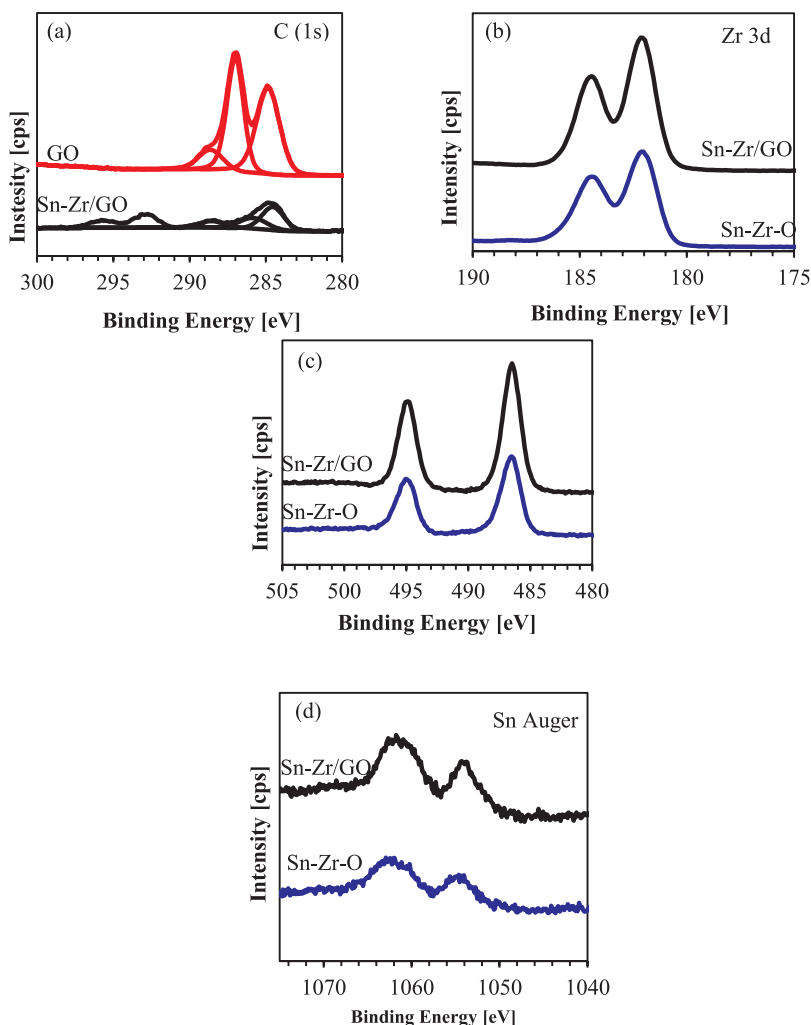 (a)
C (1s)
GO
Sn-Zr/GO
Instesity [cps]
300 295 290 285 280
Binding Energy [eV]
(b)
Zr 3d
Sn-Zr/GO
Sn-Zr-O
Intensity [cps]
190 185 180 175
Binding Energy [eV]
(c)
Sn-Zr/GO
Sn-Zr-O
Intensity [cps]
505 500 495 490 485 480
Binding Energy [eV]
(d)
Sn Auger
Sn-Zr/GO
Sn-Zr-O
Intensity [cps]
1070 1060 1050 1040
Binding Energy [eV]